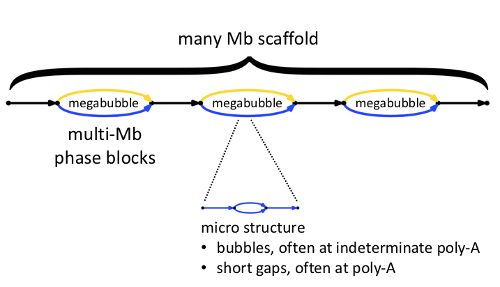 many Mb scaffold
megabubble megabubble megabubble
multi-Mb
phase blocks
micro structure
• bubbles, often at indeterminate poly-A
• short gaps, often at poly-A